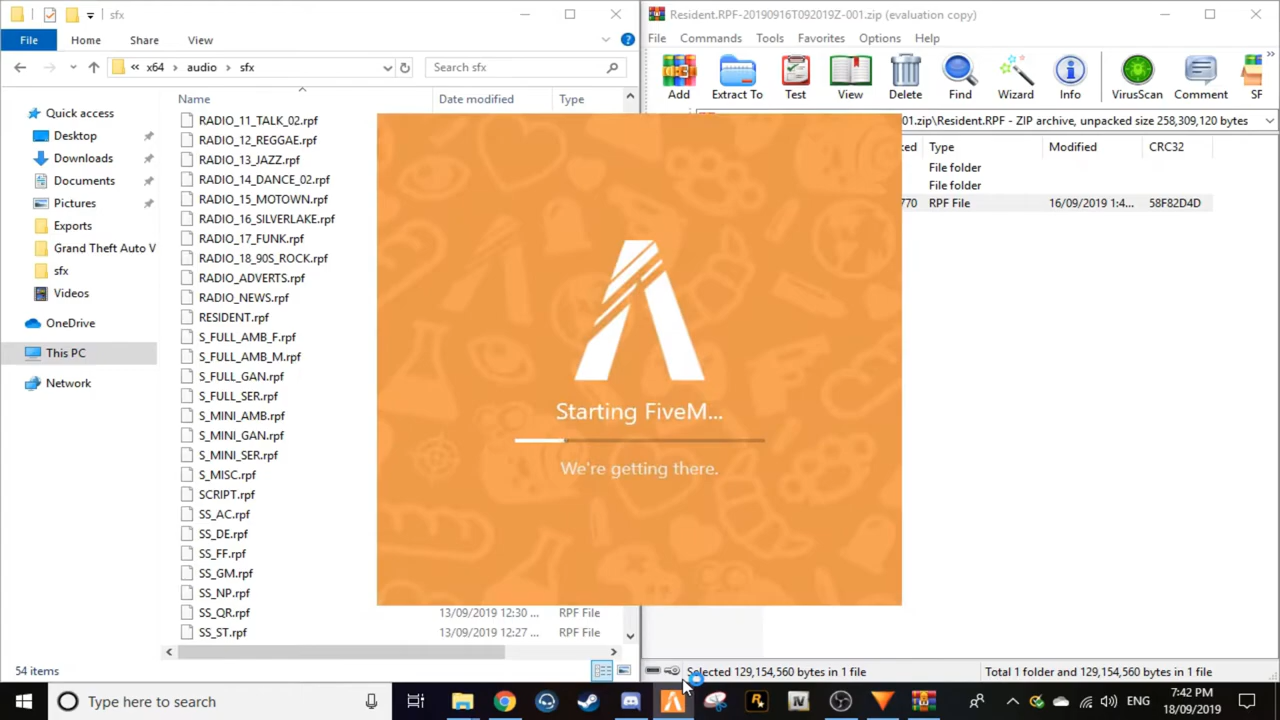 sfx
File
Home
Share
View
« x64 › audio › sfx
Search sfx
Name
Date modified
Type
Quick access
Desktop
Downloads
Documents
Pictures
Exports
Grand Theft Auto V
sfx
Videos
OneDrive
This PC
Network
RADIO_11_TALK_02.rpf
RADIO_12_REGGAE.rpf
RADIO_13_JAZZ.rpf
RADIO_14_DANCE_02.rpf
RADIO_15_MOTOWN.rpf
RADIO_16_SILVERLAKE.rpf
RADIO_17_FUNK.rpf
RADIO_18_90S_ROCK.rpf
RADIO_ADVERTS.rpf
RADIO_NEWS.rpf
RESIDENT.rpf
S_FULL_AMB_F.rpf
S_FULL_AMB_M.rpf
S_FULL_GAN.rpf
S_FULL_SER.rpf
S_MINI_AMB.rpf
S_MINI_GAN.rpf
S_MINI_SER.rpf
S_MISC.rpf
SCRIPT.rpf
SS_AC.rpf
SS_DE.rpf
SS_FF.rpf
SS_GM.rpf
SS_NP.rpf
SS_QR.rpf 13/09/2019 12:30 ... RPF File
SS_ST.rpf 13/09/2019 12:27 ... RPF File
54 items
Starting FiveM...
We're getting there.
Resident.RPF-20190916T092019Z-001.zip (evaluation copy)
File Commands Tools Favorites Options Help
Add
Extract To
Test
View
Delete
Find
Wizard
Info
VirusScan
Comment
SF
01.zip\Resident.RPF - ZIP archive, unpacked size 258,309,120 bytes
Type
Modified
CRC32
File folder
File folder
770 RPF File 16/09/2019 1:4... 58F82D4D
Selected 129,154,560 bytes in 1 file
Total 1 folder and 129,154,560 bytes in 1 file
Type here to search
ENG
7:42 PM
18/09/2019